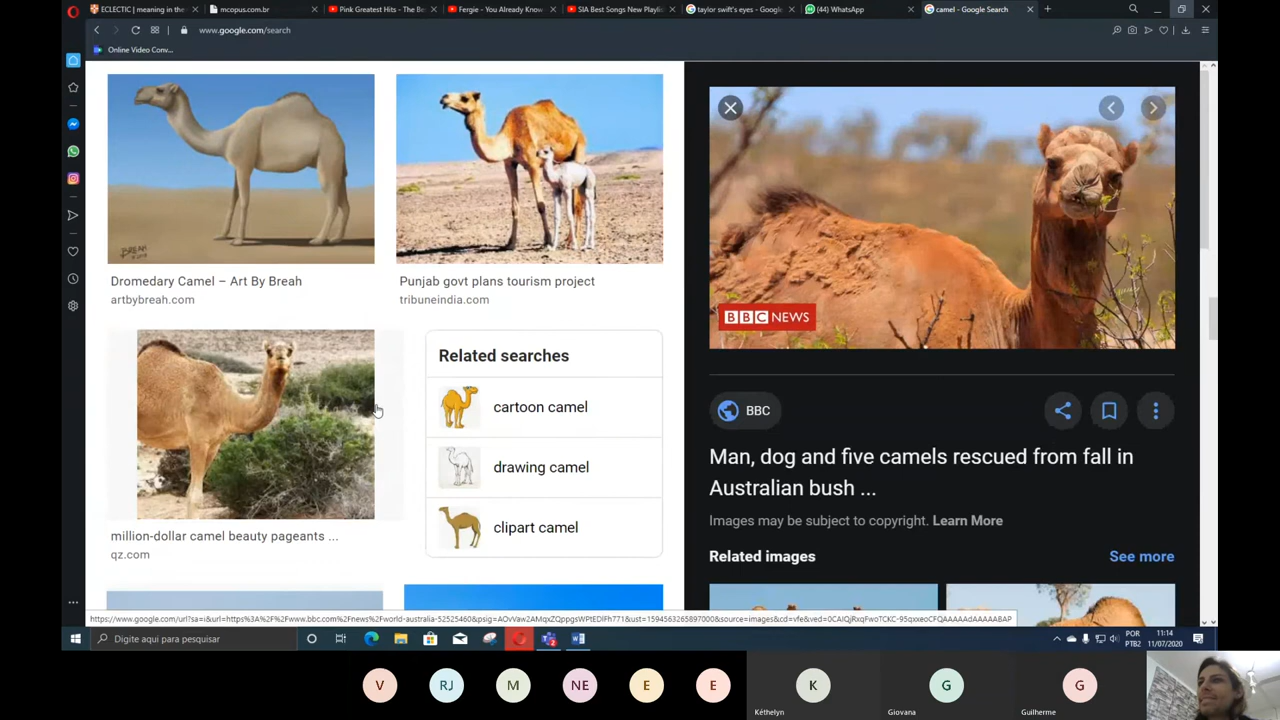 ECLECTIC | meaning in the
mcopus.com.br
Pink Greatest Hits - The Be
Fergie - You Already Know
SIA Best Songs New Playlis
taylor swift's eyes - Google
(44) WhatsApp
camel - Google Search
www.google.com/search
Online Video Conv...
BREAH
Dromedary Camel – Art By Breah
artbybreah.com
Punjab govt plans tourism project
tribuneindia.com
BBC NEWS
Related searches
cartoon camel
drawing camel
clipart camel
million-dollar camel beauty pageants ...
qz.com
BBC
Man, dog and five camels rescued from fall in
Australian bush ...
Images may be subject to copyright. Learn More
Related images
See more
Digite aqui para pesquisar
POR
PTB2
11:14
11/07/2020
V
RJ
M
NE
E
E
K
G
G
Kéthelyn
Giovana
Guilherme